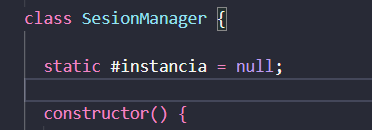 class SesionManager {
static #instancia = null;
constructor() {